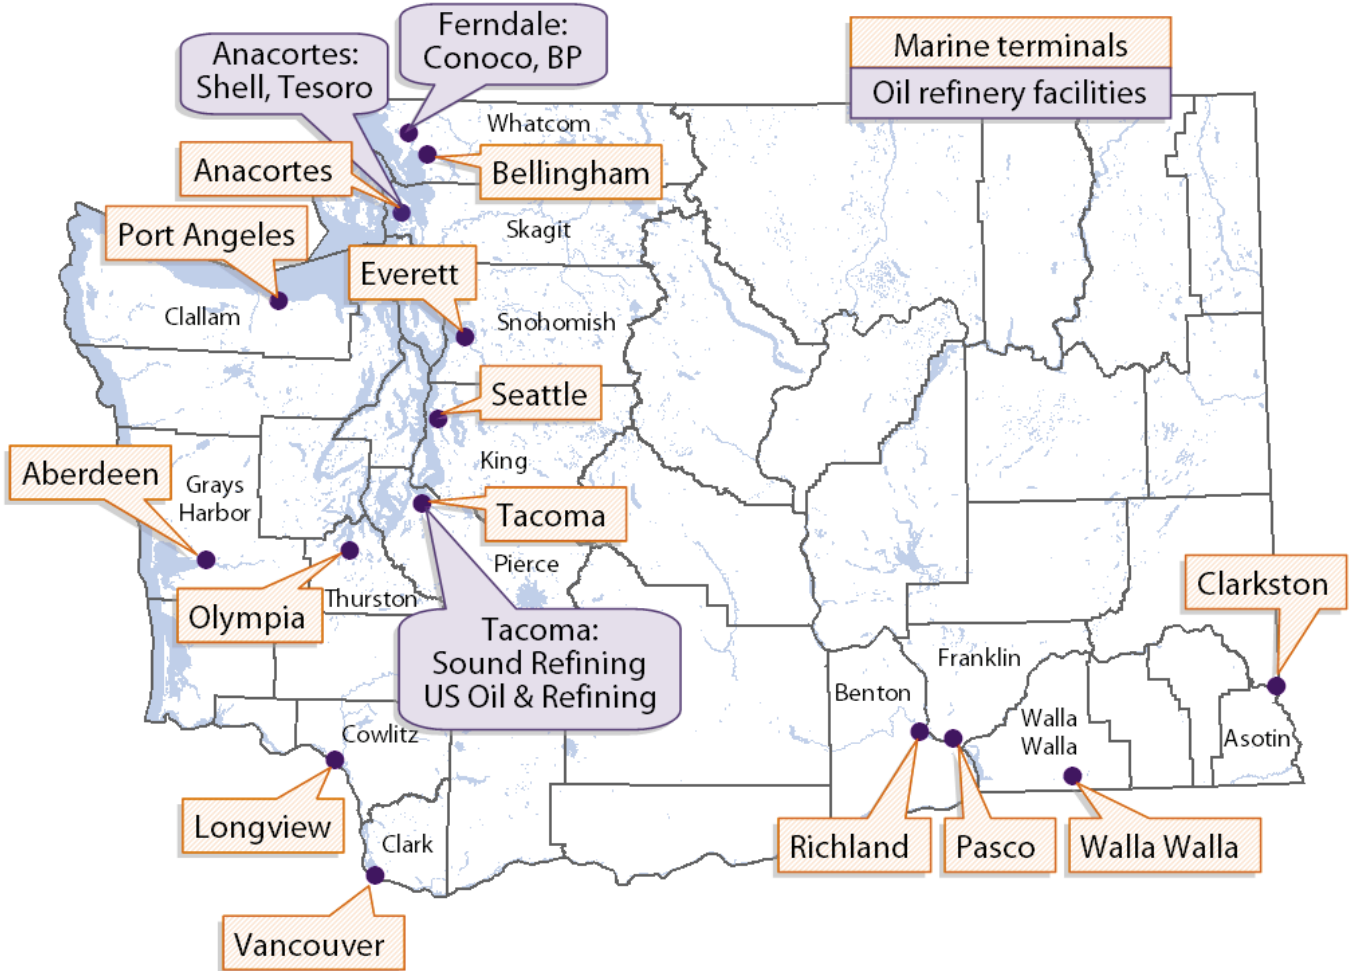 Ferndale:
Conoco, BP
Anacortes:
Shell, Tesoro
Marine terminals
Oil refinery facilities
Whatcom
Anacortes
Bellingham
Port Angeles
Skagit
Everett
Clallam
Snohomish
Seattle
King
Aberdeen
Grays
Harbor
Tacoma
Pierce
Clarkston
Olympia
Thurston
Tacoma:
Sound Refining
US Oil & Refining
Franklin
Benton
Walla
Walla
Asotin
Cowlitz
Longview
Clark
Richland
Pasco
Walla Walla
Vancouver